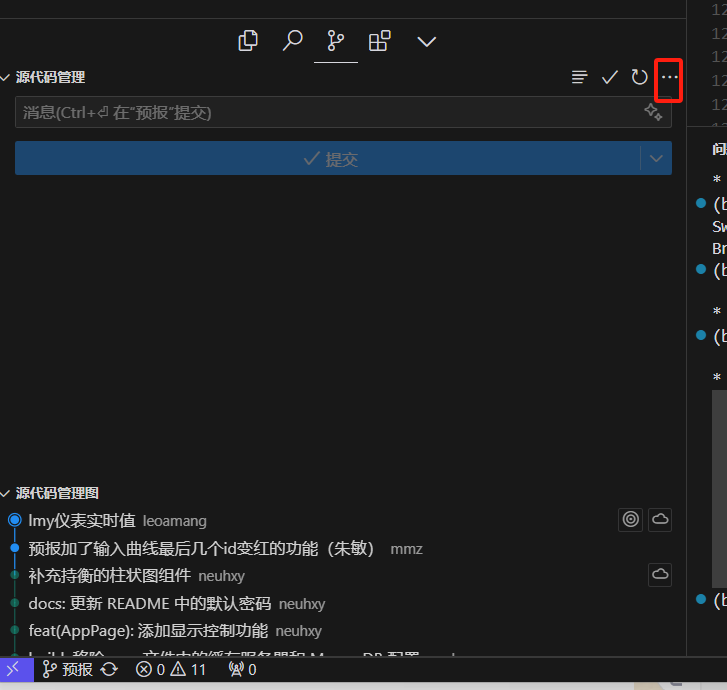 源代码管理
消息(Ctrl+⏎ 在"预报"提交)
提交
源代码管理图
lmy仪表实时值 leoamang
预报加了输入曲线最后几个id变红的功能（朱敏） mmz
补充持衡的柱状图组件 neuhxy
docs: 更新 README 中的默认密码 neuhxy
feat(AppPage): 添加显示控制功能 neuhxy
预报 0 11 0
12
12
12
12
12
问
*
(b
Sw
Br
(b
*
(b
*
(b